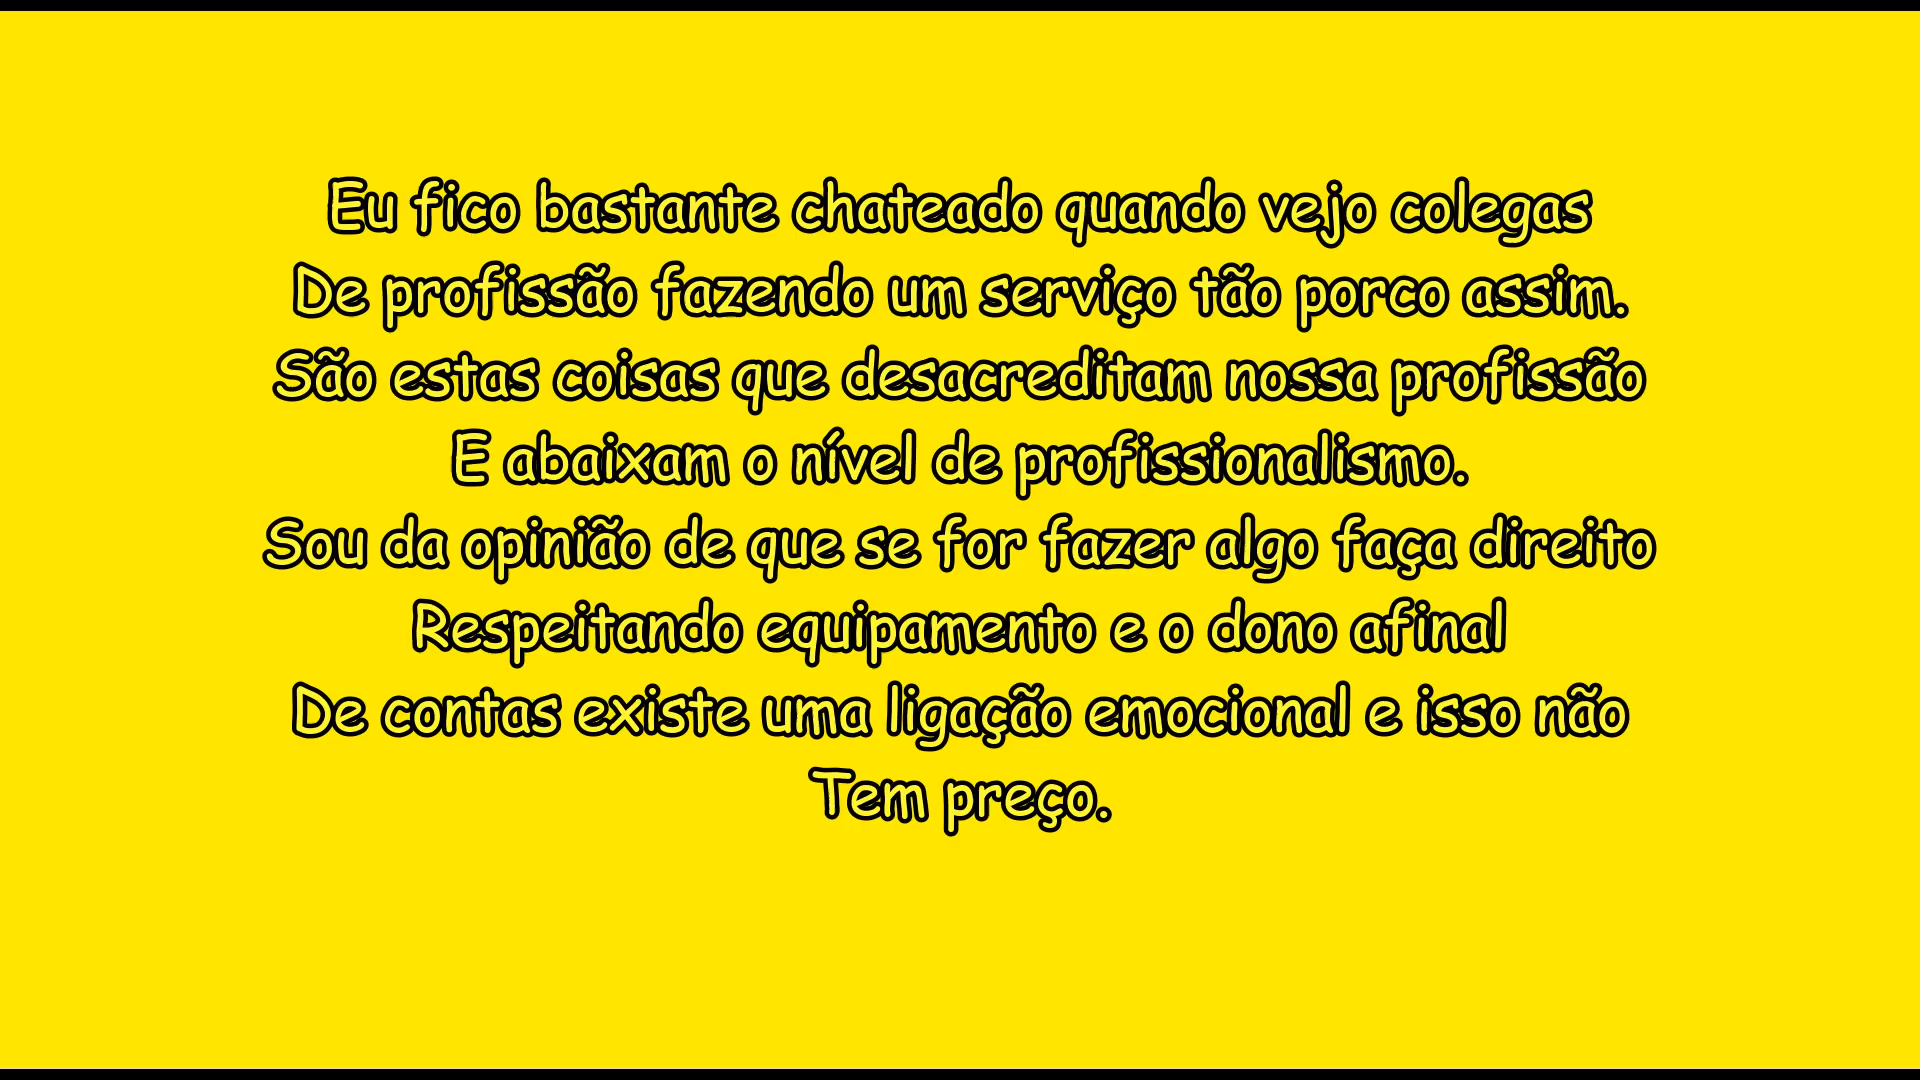 Eu fico bastante chateado quando vejo colegas
De profissão fazendo um serviço tão porco assim.
São estas coisas que desacreditam nossa profissão
E abaixam o nível de profissionalismo.
Sou da opinião de que se for fazer algo faça direito
Respeitando equipamento e o dono afinal
De contas existe uma ligação emocional e isso não
Tem preço.